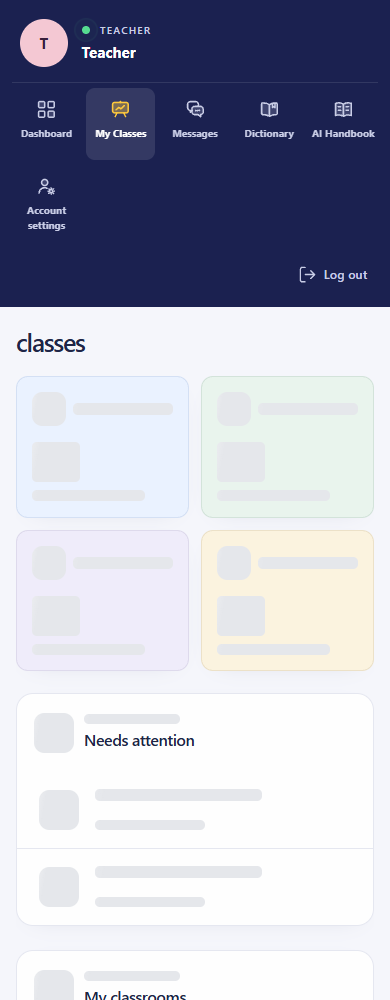 T
TEACHER
Teacher
Dashboard
My Classes
Messages
Dictionary
AI Handbook
Account
settings
Log out
classes
Needs attention
My classrooms